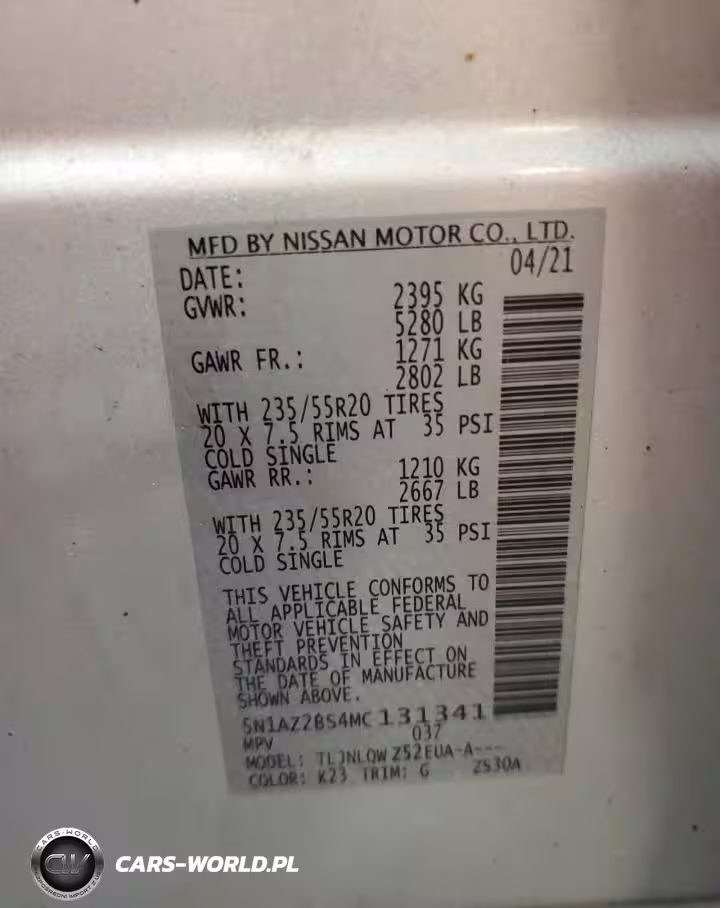 MFD BY NISSAN MOTOR CO., LTD.
DATE: 04/21
GVWR: 2395 KG
5280 LB
GAWR FR.: 1271 KG
2802 LB
WITH 235/55R20 TIRES
20 X 7.5 RIMS AT 35 PSI
COLD SINGLE
GAWR RR.: 1210 KG
2667 LB
WITH 235/55R20 TIRES
20 X 7.5 RIMS AT 35 PSI
COLD SINGLE
THIS VEHICLE CONFORMS TO
ALL APPLICABLE FEDERAL
MOTOR VEHICLE SAFETY AND
THEFT PREVENTION
STANDARDS IN EFFECT ON
THE DATE OF MANUFACTURE
SHOWN ABOVE.
5N1AZ2BS4MC131341
MPV 037
MODEL: TLJNLQW Z52EUA-A---
COLOR: K23 TRIM: G 2S30A
CARS-WORLD
CW
CARS-WORLD.PL